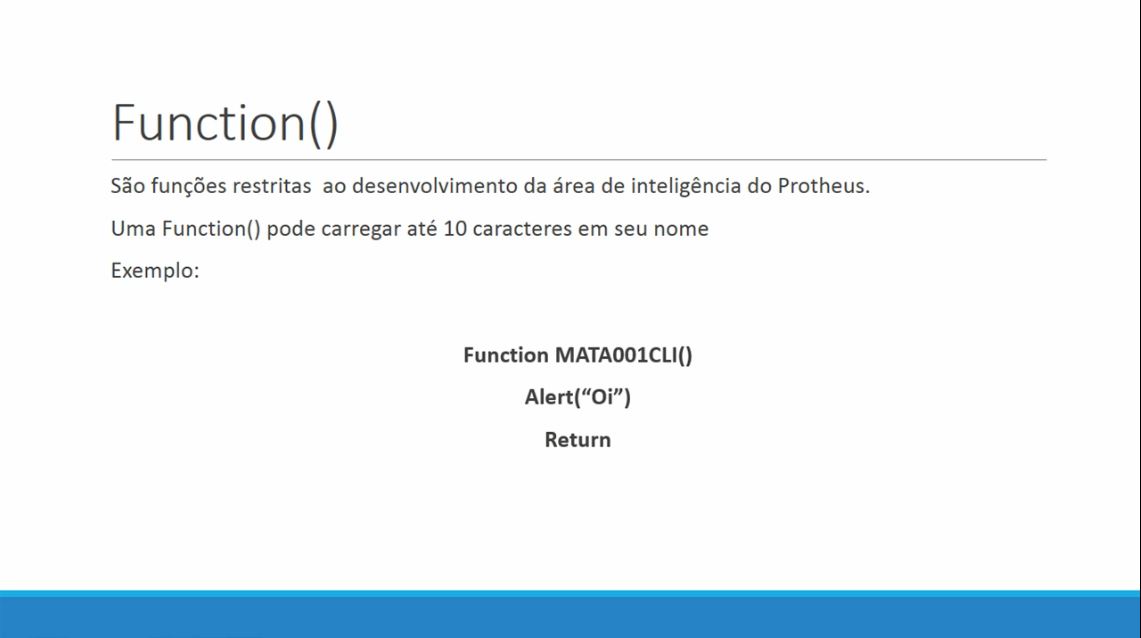 Function()
São funções restritas  ao desenvolvimento da área de inteligência do Protheus.
Uma Function() pode carregar até 10 caracteres em seu nome
Exemplo:
Function MATA001CLI()
Alert(“Oi”)
Return